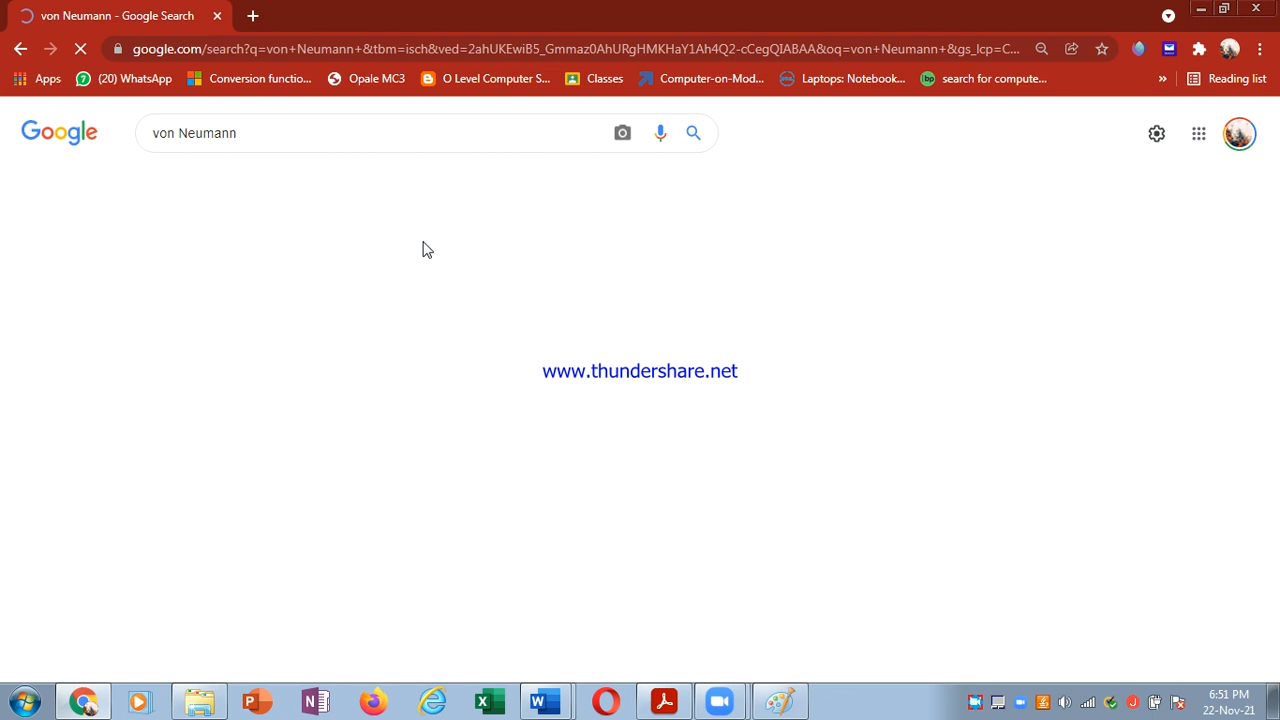 von Neumann - Google Search
google.com/search?q=von+Neumann+&tbm=isch&ved=2ahUKEwiB5_Gmmaz0AhURgHMKHaY1Ah4Q2-cCegQIABAA&oq=von+Neumann+&gs_lcp=C...
Apps
(20) WhatsApp
Conversion functio...
Opale MC3
O Level Computer S...
Classes
Computer-on-Mod...
Laptops: Notebook...
bp
search for compute...
»
Reading list
Google
von Neumann
www.thundershare.net
6:51 PM
22-Nov-21